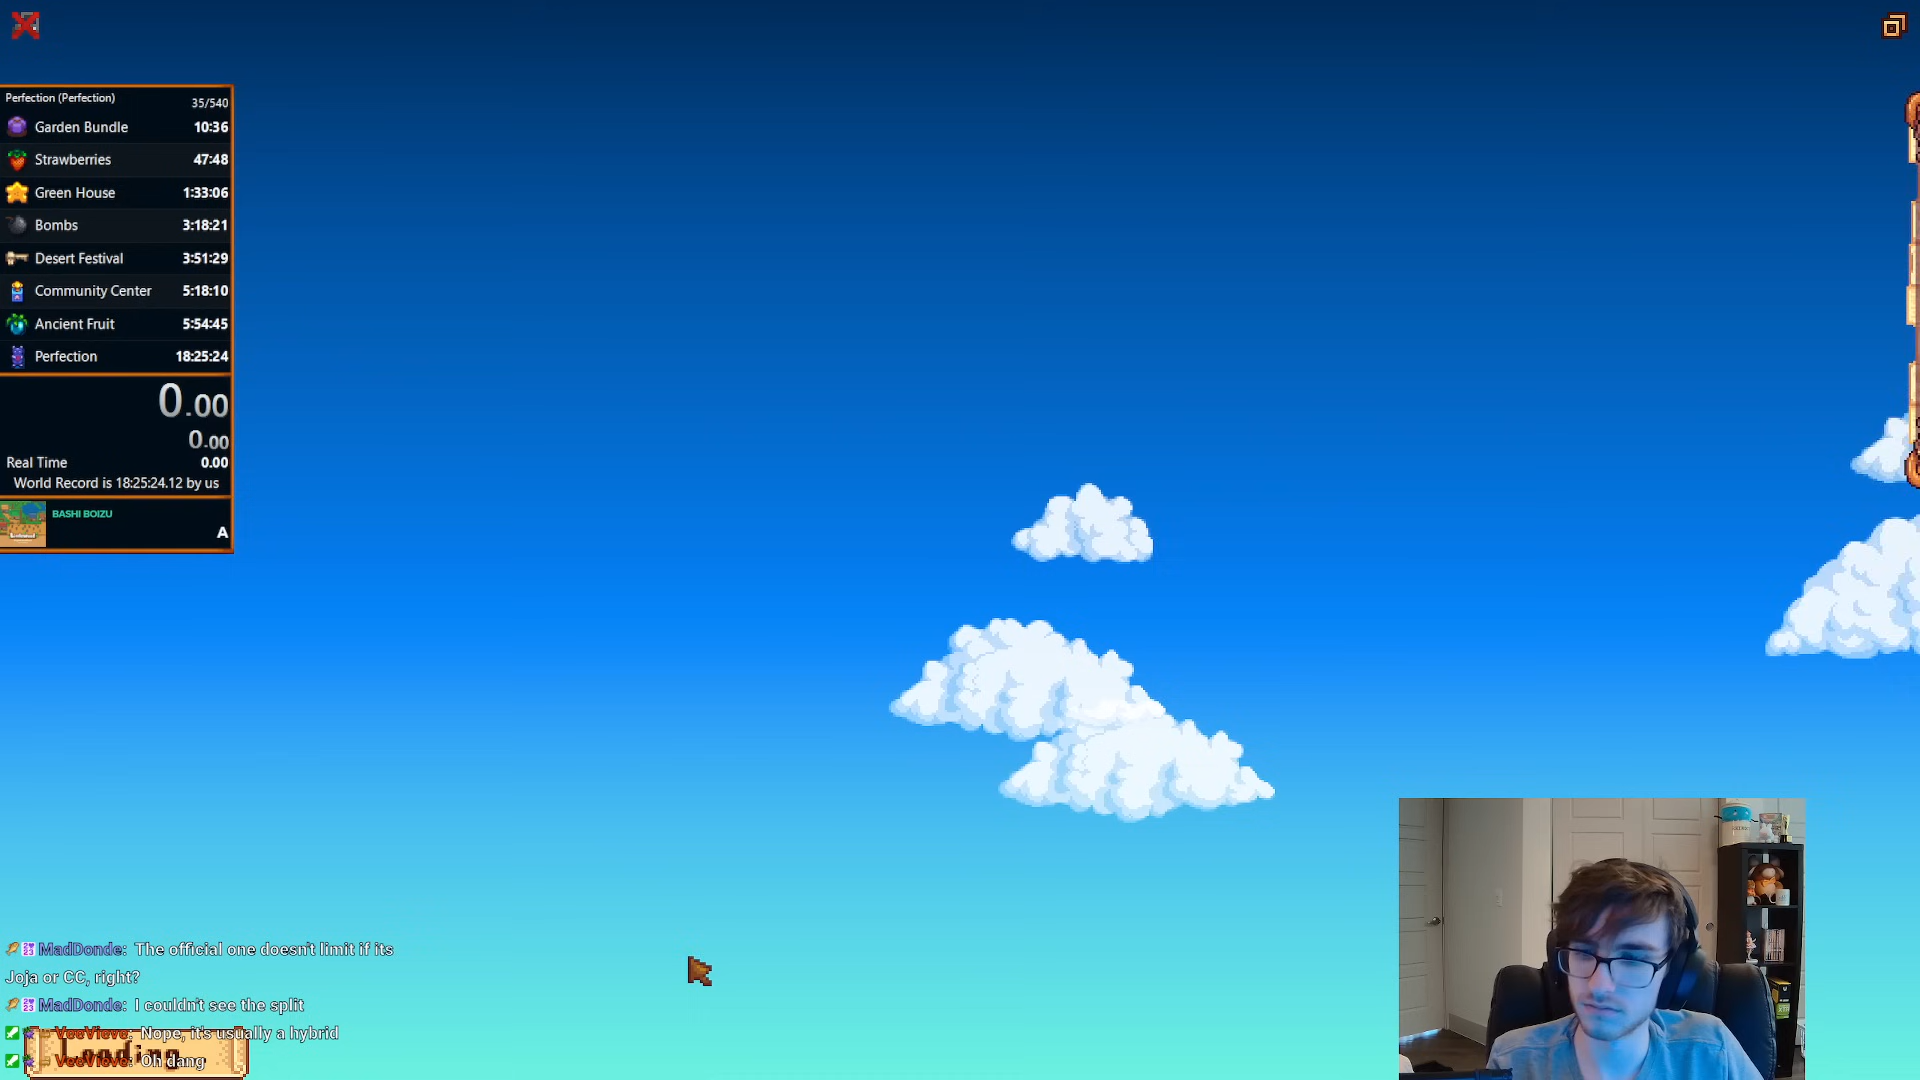 Perfection (Perfection)
35/540
Garden Bundle 10:36
Strawberries 47:48
Green House 1:33:06
Bombs 3:18:21
Desert Festival 3:51:29
Community Center 5:18:10
Ancient Fruit 5:54:45
Perfection 18:25:24
0.00
0.00
Real Time 0.00
World Record is 18:25:24.12 by us
BASHI BOIZU
A
MadDonde: The official one doesn't limit if its
Joja or CC, right?
MadDonde: I couldn't see the split
VeeVieve: Nope, it's usually a hybrid
VeeVieve: Oh dang
Loading